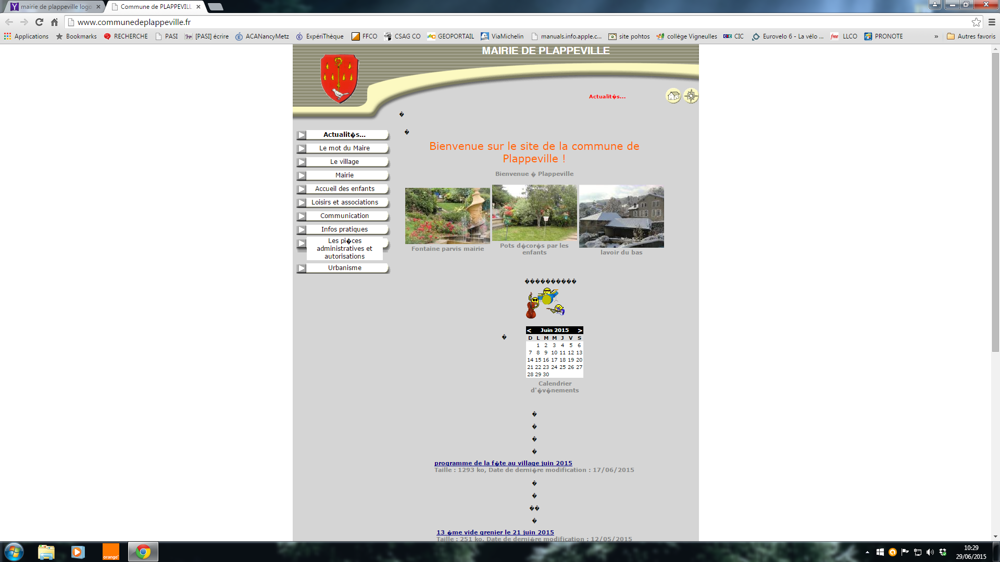 mairie de plappeville logo
Commune de PLAPPEVILL
www.communedeplappeville.fr
Applications
Bookmarks
RECHERCHE
PASI
[PASI] écrire
ACANancyMetz
ExpériThèque
FFCO
CSAG CO
GEOPORTAIL
ViaMichelin
manuals.info.apple.c...
site pohtos
collège Vigneulles
CIC
Eurovelo 6 - La vélo ...
free LLCO
PRONOTE
»
Autres favoris
MAIRIE DE PLAPPEVILLE
Actualit�s...
�
�
Actualit�s...
Le mot du Maire
Le village
Mairie
Accueil des enfants
Loisirs et associations
Communication
Infos pratiques
Les pi�ces
administratives et
autorisations
Urbanisme
Bienvenue sur le site de la commune de
Plappeville !
Bienvenue � Plappeville
Fontaine parvis mairie
Pots d�cor�s par les
enfants
lavoir du bas
����������
�
< Juin 2015 >
D L M M J V S
1 2 3 4 5 6
7 8 9 10 11 12 13
14 15 16 17 18 19 20
21 22 23 24 25 26 27
28 29 30
Calendrier
d'�v�nements
�
�
�
�
programme de la f�te au village juin 2015
Taille : 1293 ko, Date de derni�re modification : 17/06/2015
�
�
��
�
13 �me vide grenier le 21 juin 2015
Taille : 251 ko, Date de derni�re modification : 12/05/2015
orange
10:29
29/06/2015